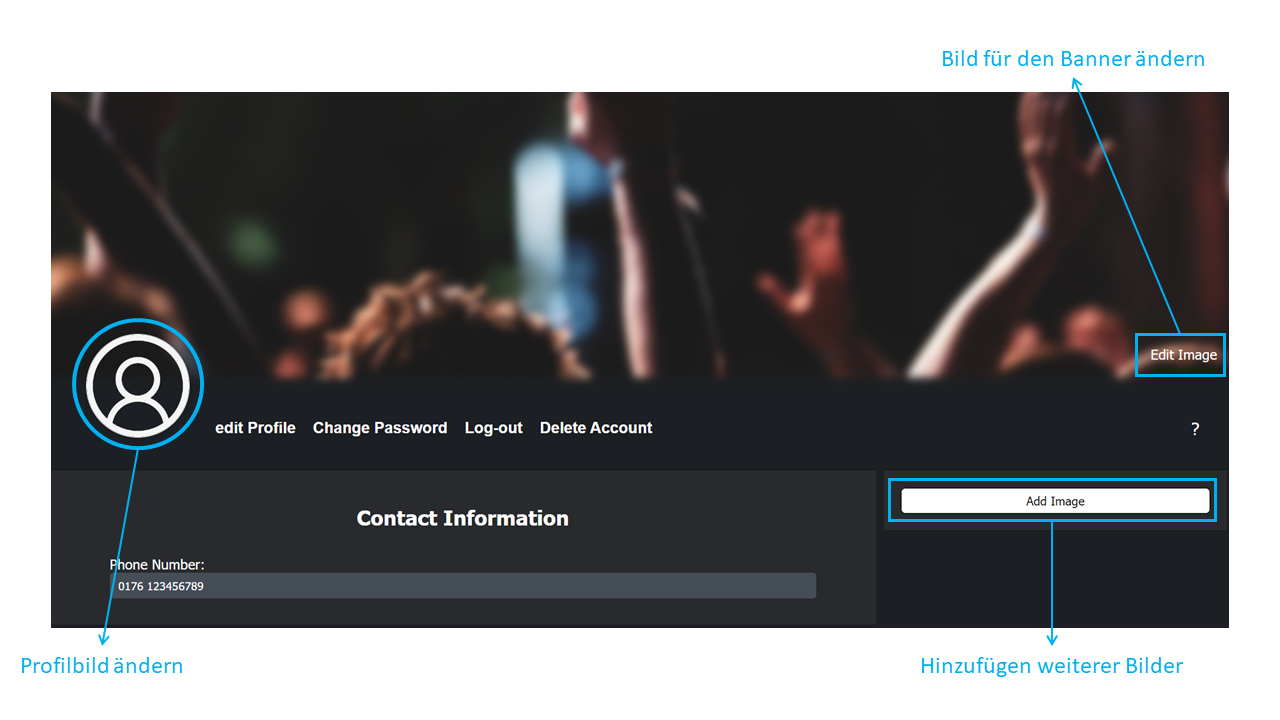 Bild für den Banner ändern
Edit Image
edit Profile Change Password Log-out Delete Account ?
Add Image
Contact Information
Phone Number:
0176 123456789
Profilbild ändern
Hinzufügen weiterer Bilder